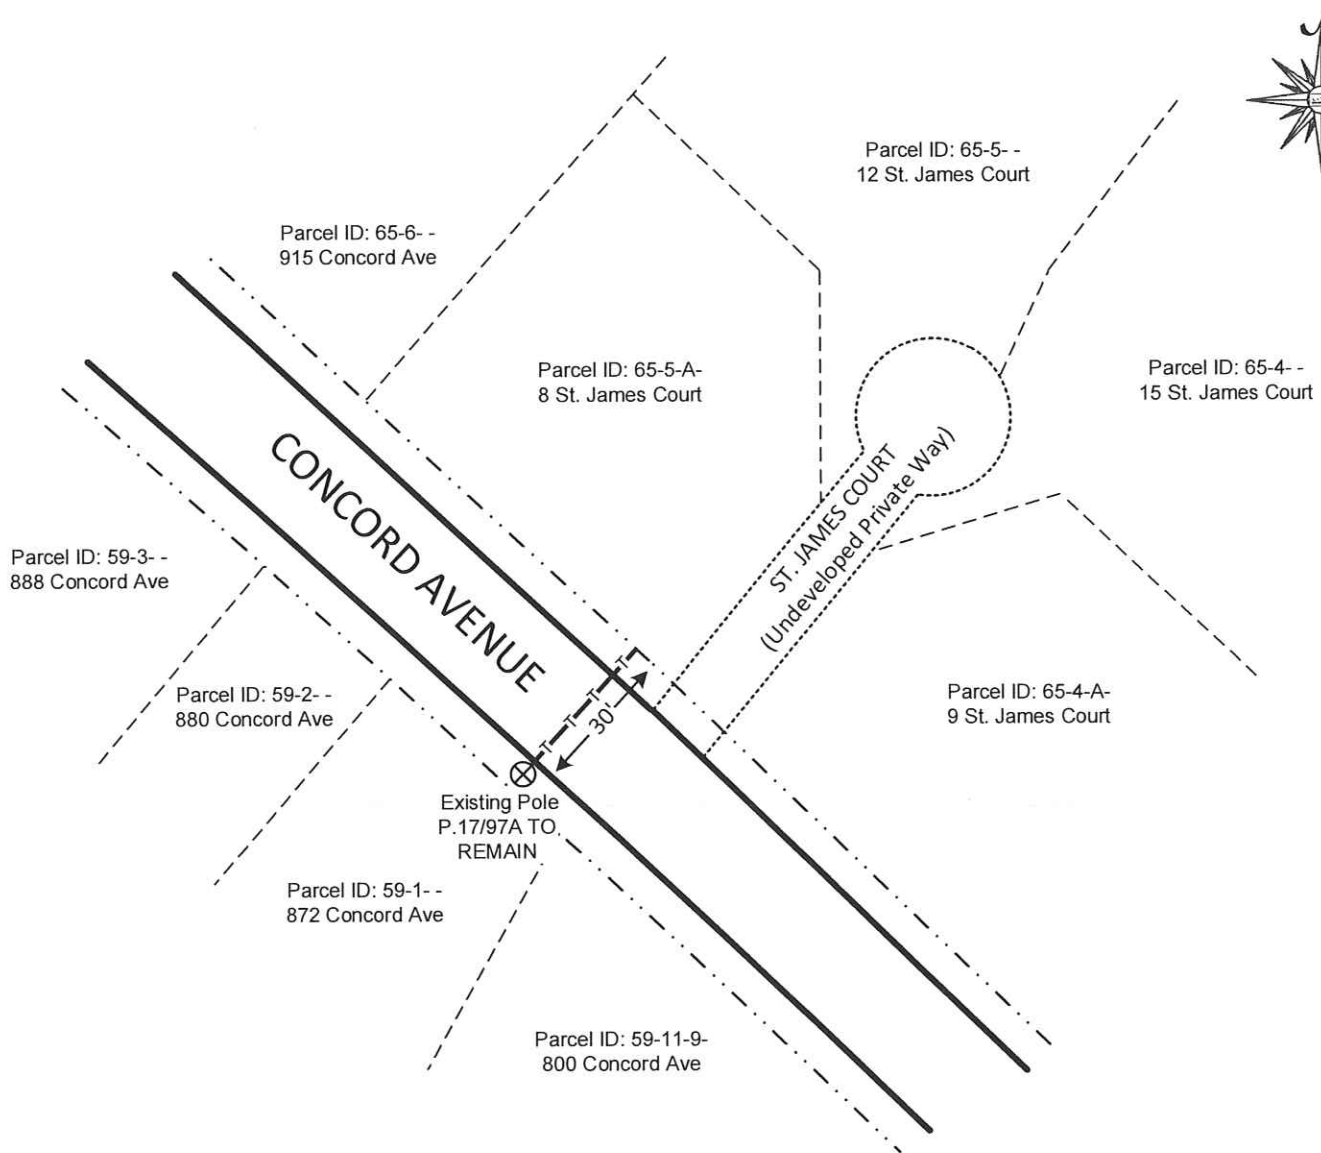 Parcel ID: 65-5- -
12 St. James Court
Parcel ID: 65-6- -
915 Concord Ave
Parcel ID: 65-5-A-
8 St. James Court
Parcel ID: 65-4- -
15 St. James Court
CONCORD AVENUE
ST. JAMES COURT
(Undeveloped Private Way)
Parcel ID: 59-3- -
888 Concord Ave
Parcel ID: 59-2- -
880 Concord Ave
Parcel ID: 65-4-A-
9 St. James Court
T
T
T
T
30'
Existing Pole
P.17/97A TO
REMAIN
Parcel ID: 59-1- -
872 Concord Ave
Parcel ID: 59-11-9-
800 Concord Ave